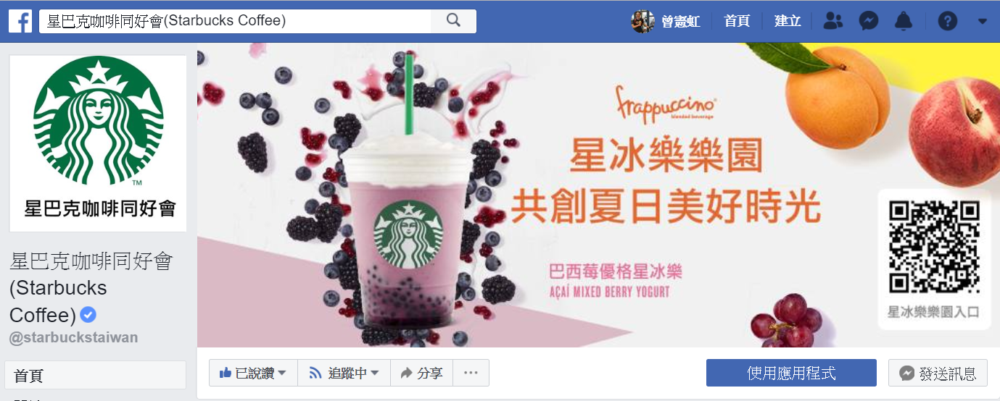 星巴克咖啡同好會(Starbucks Coffee)
曾憲虹
首頁
建立
星巴克咖啡同好會
TM
星巴克咖啡同好會
(Starbucks
Coffee)
@starbuckstaiwan
首頁
frappuccino®
blended beverage
星冰樂樂園
共創夏日美好時光
巴西莓優格星冰樂
AÇAÍ MIXED BERRY YOGURT
星冰樂樂園入口
已說讚
追蹤中
分享
使用應用程式
發送訊息